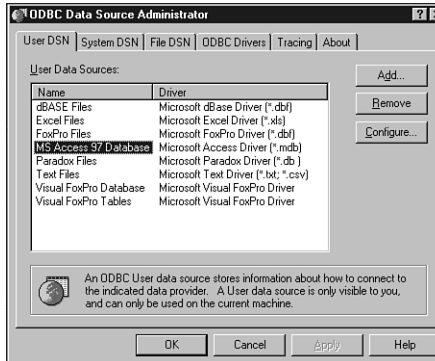 ODBC Data Source Administrator
User DSN System DSN File DSN ODBC Drivers Tracing About
User Data Sources:
Name Driver
dBASE Files Microsoft dBase Driver (*.dbf)
Excel Files Microsoft Excel Driver (*.xls)
FoxPro Files Microsoft FoxPro Driver (*.dbf)
MS Access 97 Database Microsoft Access Driver (*.mdb)
Paradox Files Microsoft Paradox Driver (*.db )
Text Files Microsoft Text Driver (*.txt; *.csv)
Visual FoxPro Database Microsoft Visual FoxPro Driver
Visual FoxPro Tables Microsoft Visual FoxPro Driver
Add...
Remove
Configure...
An ODBC User data source stores information about how to connect to
the indicated data provider. A User data source is only visible to you,
and can only be used on the current machine.
OK Cancel Apply Help